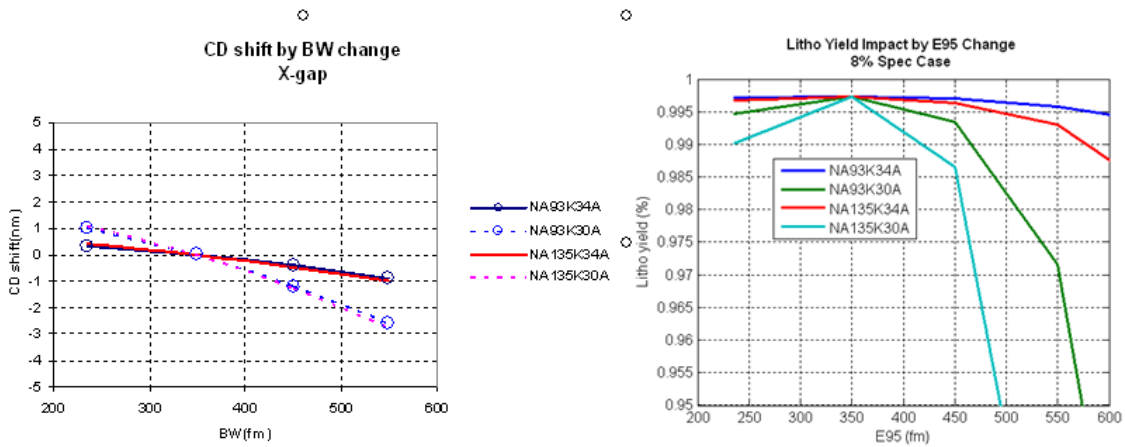 CD shift by BW change
X-gap
CD shift(nm)
5
4
3
2
1
0
-1
-2
-3
-4
-5
200 300 400 500 600
BW(fm)
NA93K34A
NA93K30A
NA135K34A
NA135K30A
Litho Yield Impact by E95 Change
8% Spec Case
Litho yield (%)
1
0.995
0.99
0.985
0.98
0.975
0.97
0.965
0.96
0.955
0.95
NA93K34A
NA93K30A
NA135K34A
NA135K30A
200 250 300 350 400 450 500 550 600
E95 (fm)